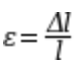 ε = Δl / l